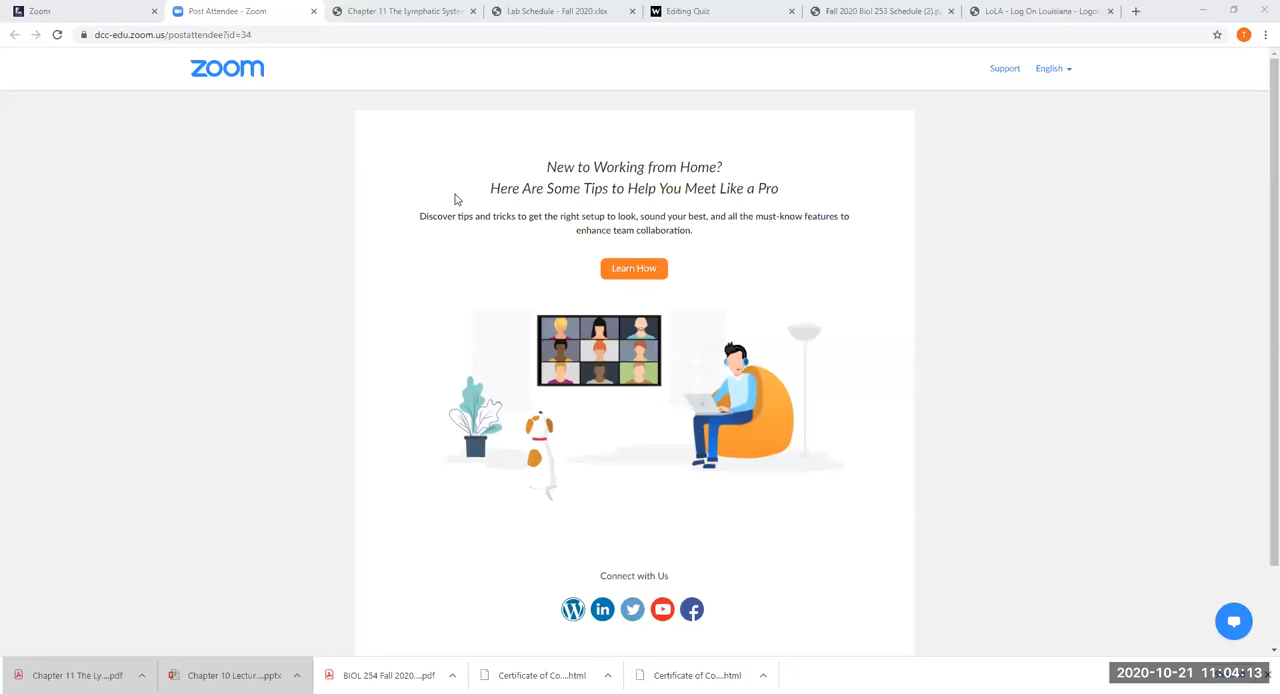 Zoom
Post Attendee - Zoom
Chapter 11 The Lymphatic Syste
Lab Schedule - Fall 2020.xlsx
Editing Quiz
Fall 2020 Biol 253 Schedule (2).p
LoLA - Log On Louisiana - Logou
dcc-edu.zoom.us/postattendee?id=34
T
zoom
Support
English
New to Working from Home?
Here Are Some Tips to Help You Meet Like a Pro
Discover tips and tricks to get the right setup to look, sound your best, and all the must-know features to
enhance team collaboration.
Learn How
Connect with Us
Chapter 11 The Ly....pdf
Chapter 10 Lectur....pptx
BIOL 254 Fall 2020....pdf
Certificate of Co....html
Certificate of Co....html
2020-10-21 11:04:13